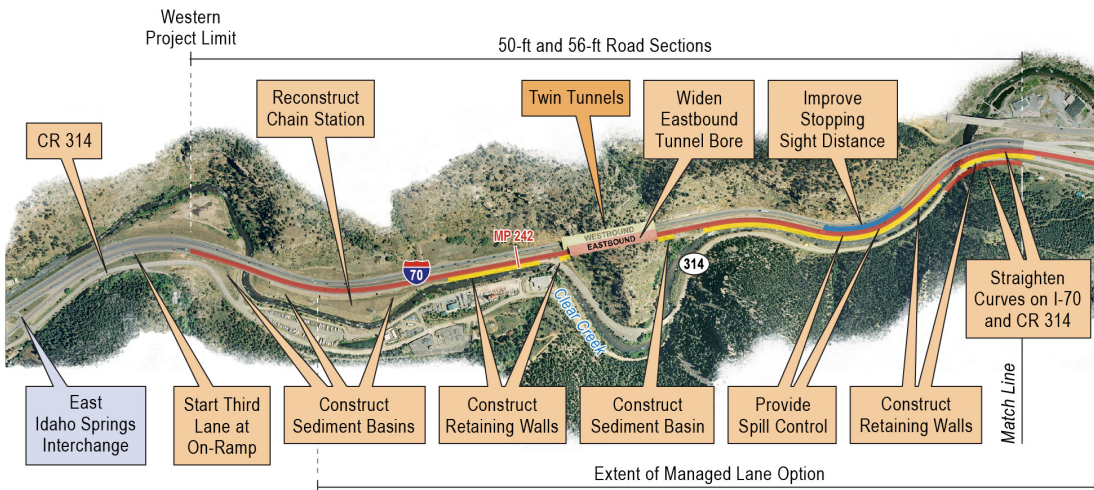 Western
Project Limit
50-ft and 56-ft Road Sections
CR 314
Reconstruct
Chain Station
Twin Tunnels
Widen
Eastbound
Tunnel Bore
Improve
Stopping
Sight Distance
WESTBOUND
EASTBOUND
MP 242
70
314
Clear Creek
Straighten
Curves on I-70
and CR 314
East
Idaho Springs
Interchange
Start Third
Lane at
On-Ramp
Construct
Sediment Basins
Construct
Retaining Walls
Construct
Sediment Basin
Provide
Spill Control
Construct
Retaining Walls
Match Line
Extent of Managed Lane Option